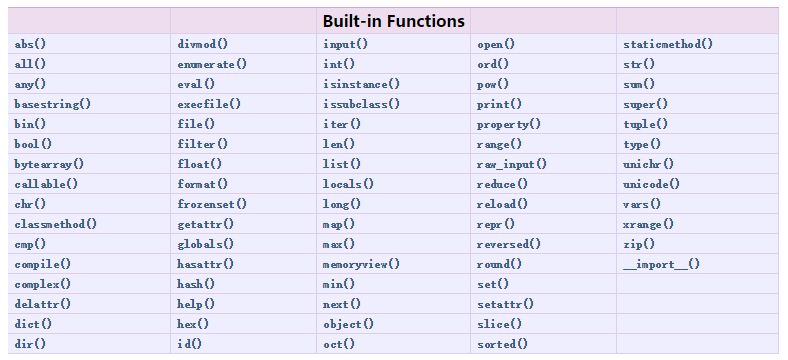 Built-in Functions
abs() divmod() input() open() staticmethod()
all() enumerate() int() ord() str()
any() eval() isinstance() pow() sum()
basestring() execfile() issubclass() print() super()
bin() file() iter() property() tuple()
bool() filter() len() range() type()
bytearray() float() list() raw_input() unichr()
callable() format() locals() reduce() unicode()
chr() frozenset() long() reload() vars()
classmethod() getattr() map() repr() xrange()
cmp() globals() max() reversed() zip()
compile() hasattr() memoryview() round() __import__()
complex() hash() min() set()
delattr() help() next() setattr()
dict() hex() object() slice()
dir() id() oct() sorted()